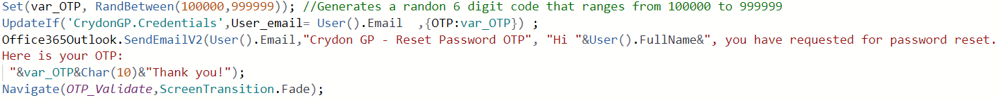 Set(var_OTP, RandBetween(100000,999999)); //Generates a randon 6 digit code that ranges from 100000 to 999999
UpdateIf('CrydonGP.Credentials',User_email= User().Email  ,{OTP:var_OTP}) ;
Office365Outlook.SendEmailV2(User().Email,"Crydon GP - Reset Password OTP", "Hi "&User().FullName&", you have requested for password reset.
Here is your OTP:
 "&var_OTP&Char(10)&"Thank you!");
Navigate(OTP_Validate,ScreenTransition.Fade);